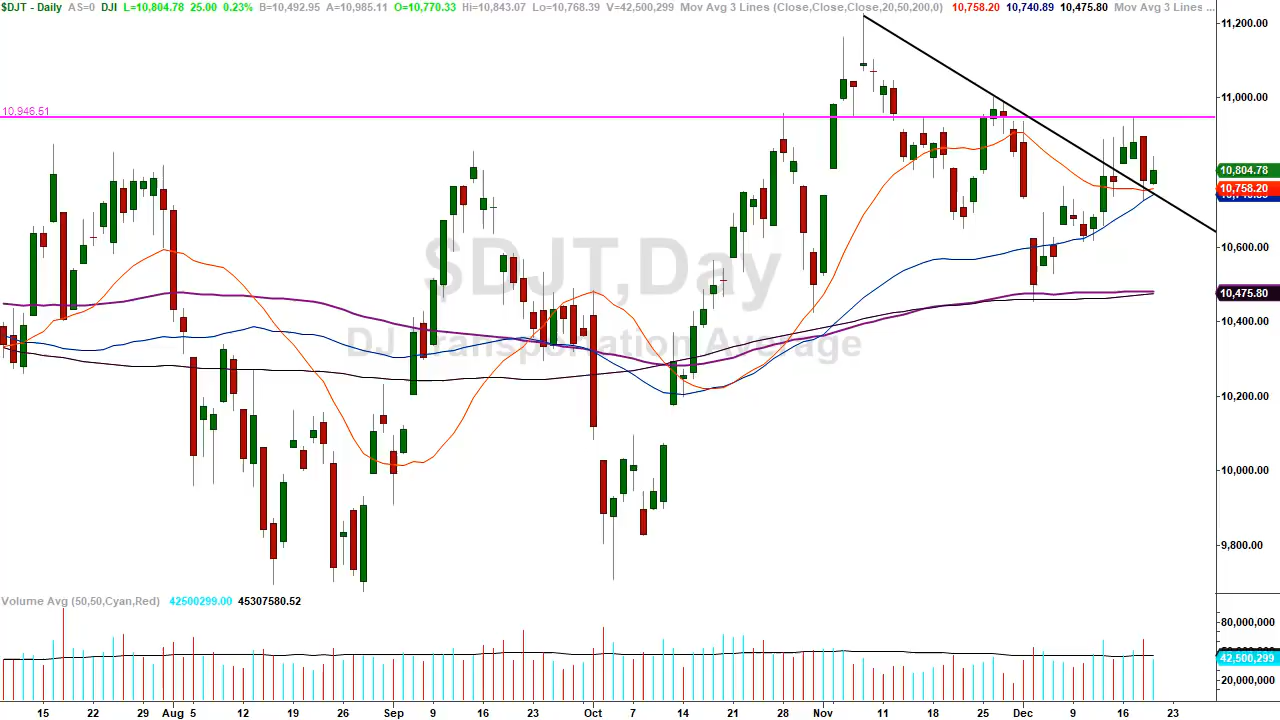 $DJT - Daily AS=0 DJI L=10,804.78 25.00 0.23% B=10,492.95 A=10,985.11 O=10,770.33 Hi=10,843.07 Lo=10,768.39 V=42,500,299 Mov Avg 3 Lines (Close,Close,Close,20,50,200,0) 10,758.20 10,740.89 10,475.80 Mov Avg 3 Lines ...
11,200.00
11,000.00
10,946.51
10,804.78
10,758.20
$DJT,Day
10,600.00
10,475.80
10,400.00
DJ Transportation Average
10,200.00
10,000.00
9,800.00
Volume Avg (50,50,Cyan,Red) 42500299.00 45307580.52
80,000,000
42,500,299
20,000,000
15 22 29 Aug 5 12 19 26 Sep 9 16 23 Oct 7 14 21 28 Nov 11 18 25 Dec 9 16 23